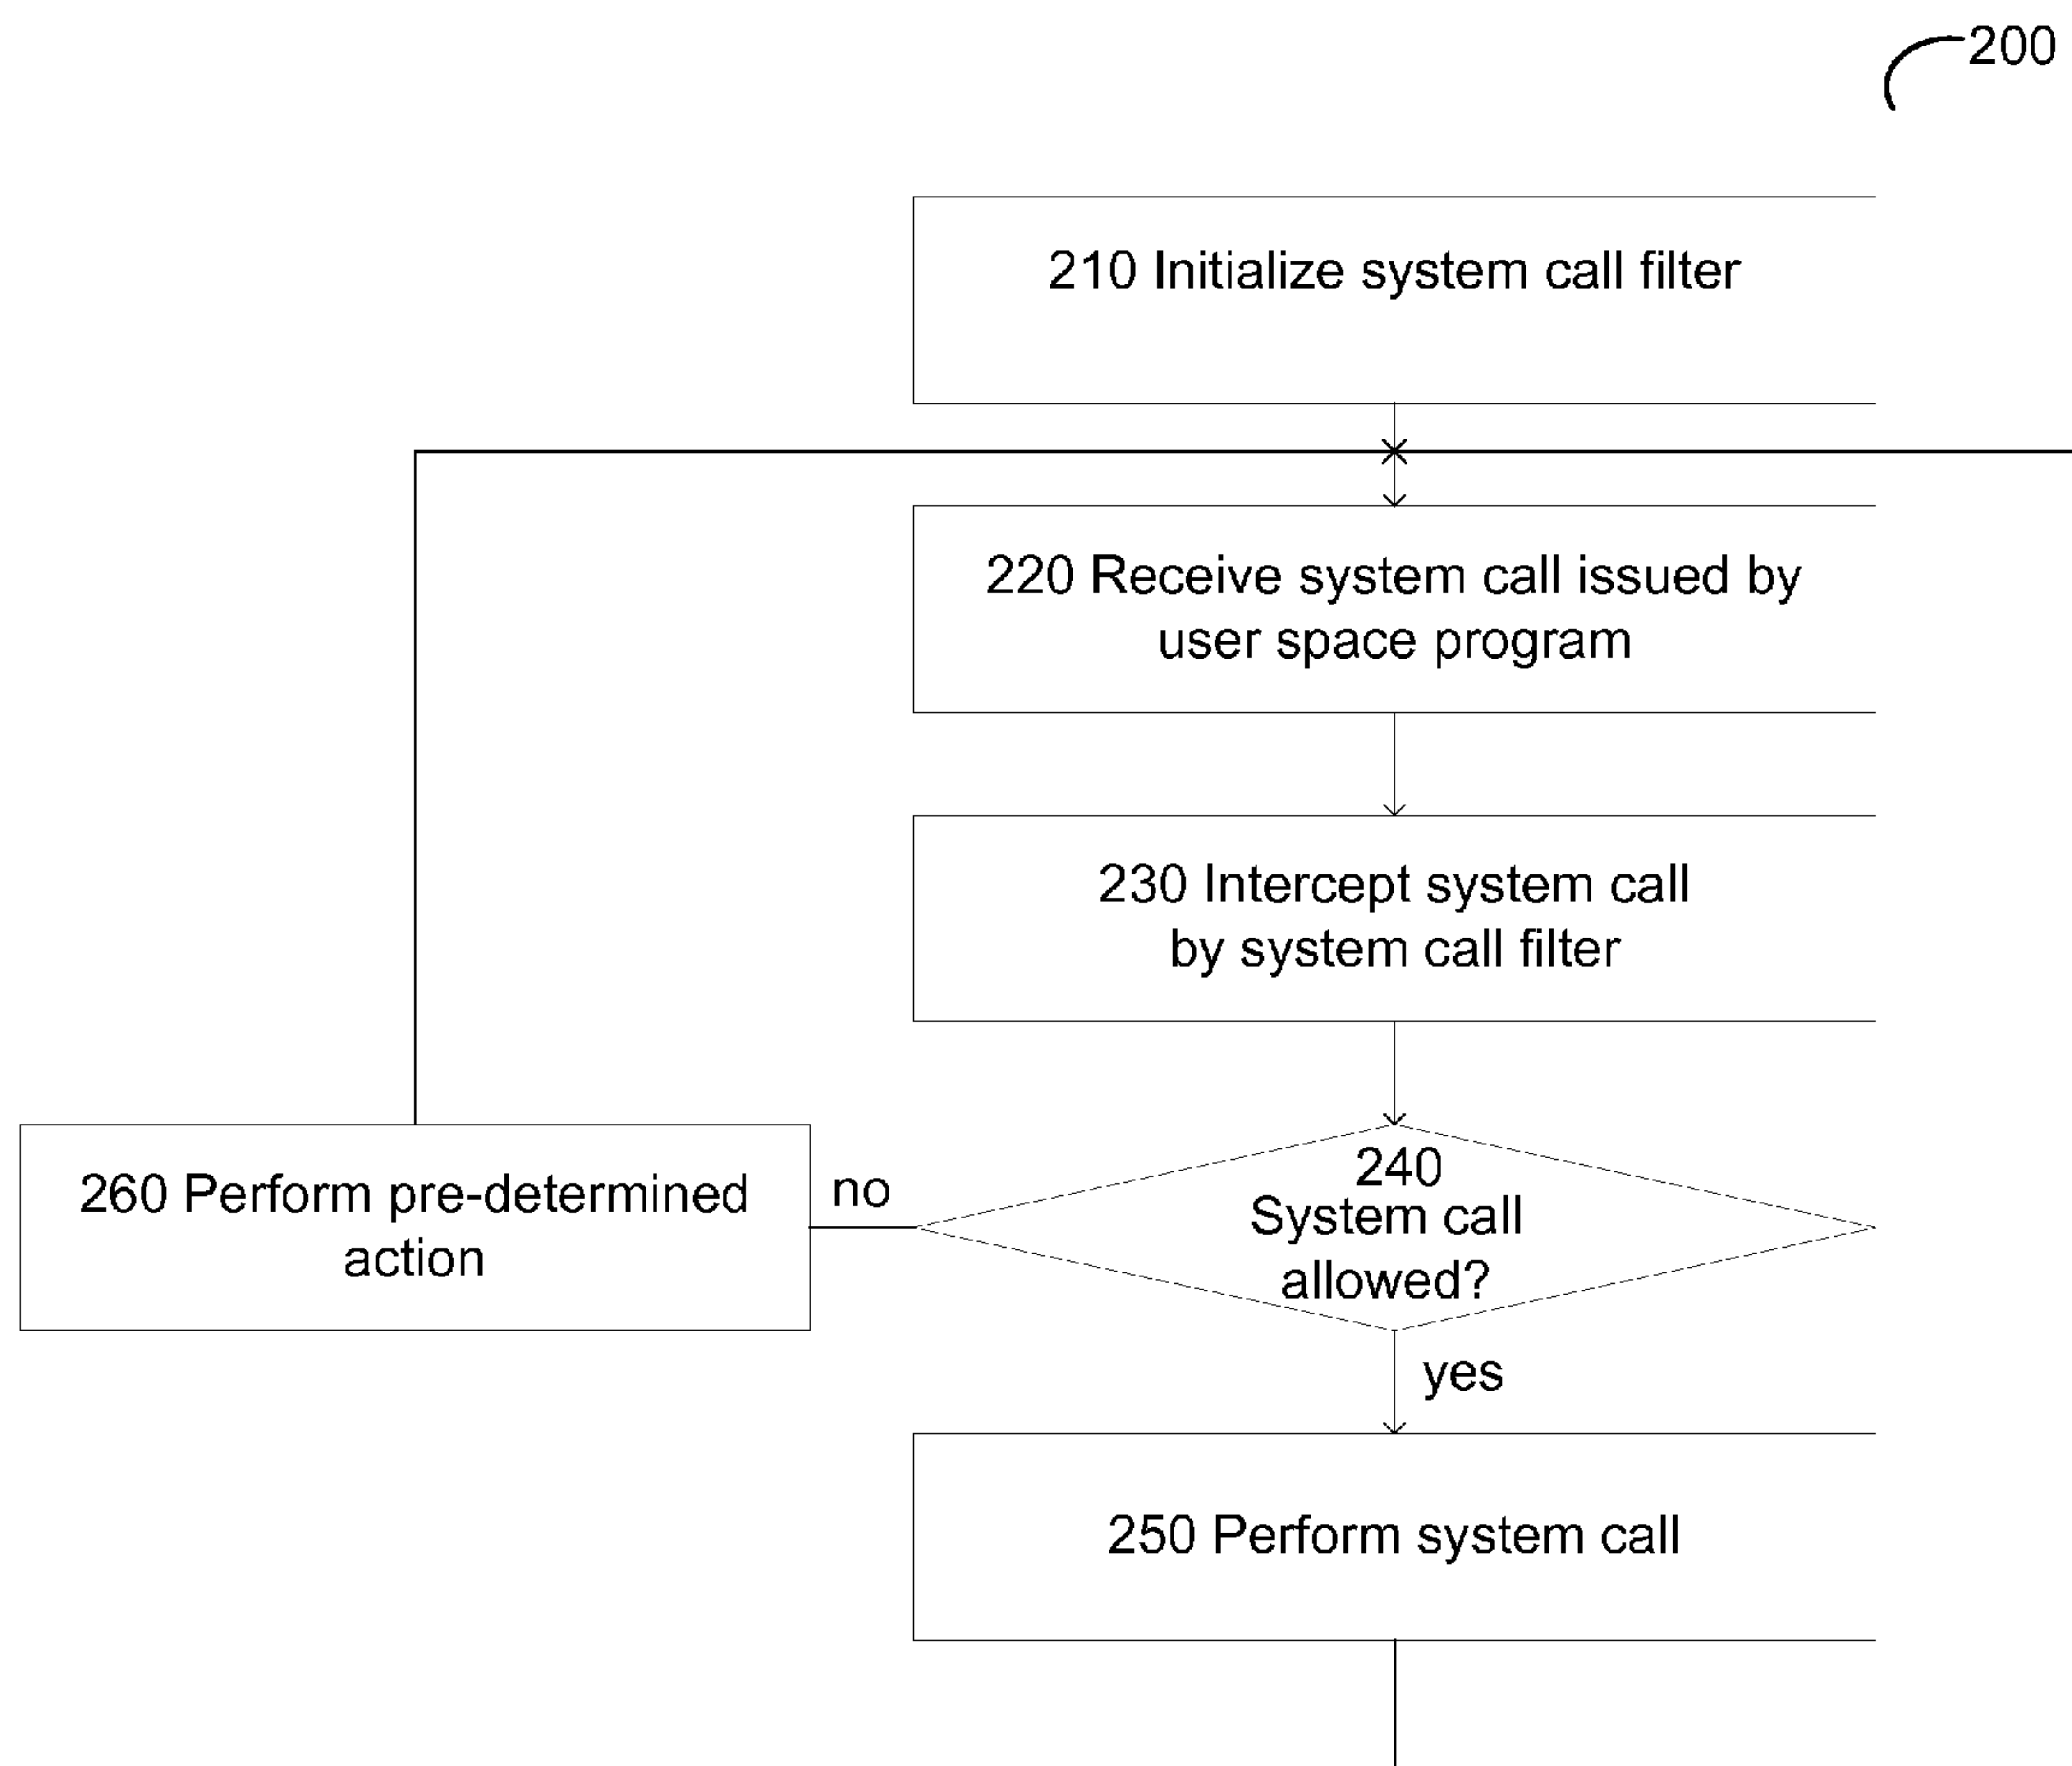 200
210 Initialize system call filter
220 Receive system call issued by
user space program
230 Intercept system call
by system call filter
240
System call
allowed?
no
260 Perform pre-determined
action
yes
250 Perform system call